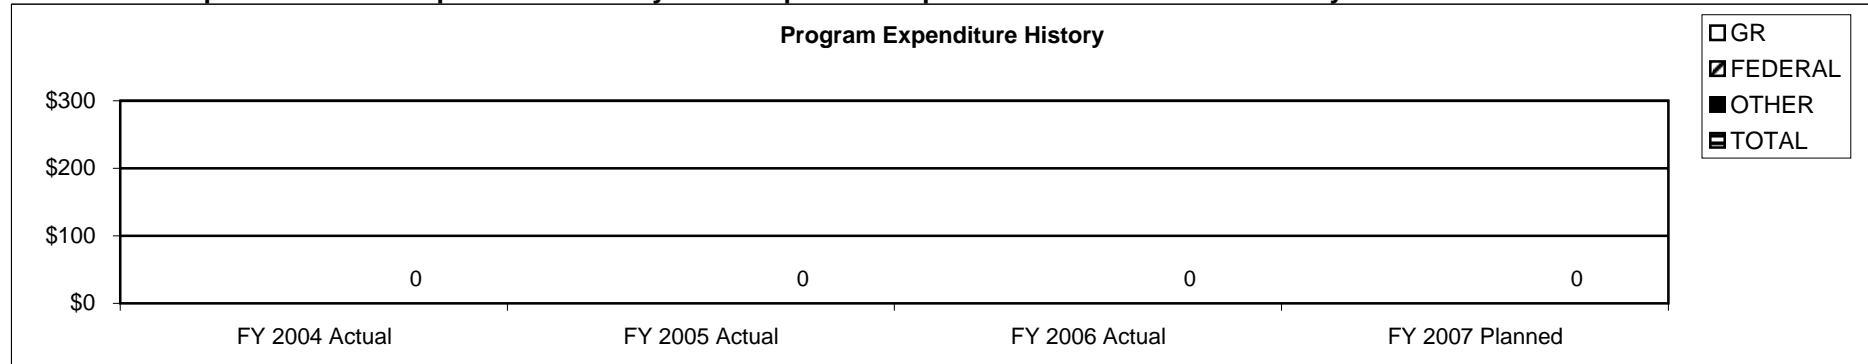 Program Expenditure History
GR
FEDERAL
OTHER
TOTAL
$300
$200
$100
$0
0 0 0 0
FY 2004 Actual FY 2005 Actual FY 2006 Actual FY 2007 Planned